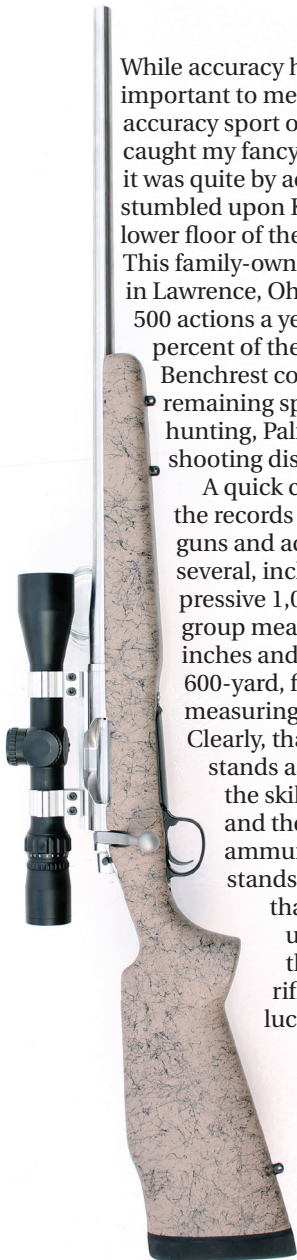 While accuracy h
important to me
accuracy sport o
caught my fancy
it was quite by ac
stumbled upon
lower floor of the
This family-own
in Lawrence, Oh
500 actions a ye
percent of the
Benchrest co
remaining sp
hunting, Pal
shooting dis
A quick c
the records
guns and ac
several, incl
pressive 1,0
group mea
inches and
600-yard, f
measuring
Clearly, tha
stands a
the skil
and the
ammu
stands
tha
u
th
rif
luc